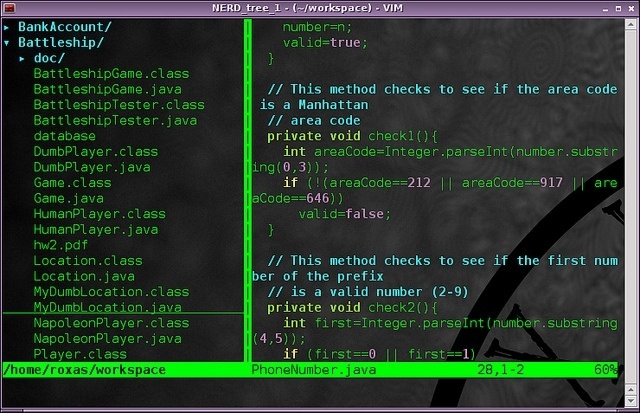 NERD_tree_1 - (~/workspace) - VIM
▸ BankAccount/
▾ Battleship/
▸ doc/
BattleshipGame.class
BattleshipGame.java
BattleshipTester.class
BattleshipTester.java
database
DumbPlayer.class
DumbPlayer.java
Game.class
Game.java
HumanPlayer.class
HumanPlayer.java
hw2.pdf
Location.class
Location.java
MyDumbLocation.class
MyDumbLocation.java
NapoleonPlayer.class
NapoleonPlayer.java
Player.class
/home/roxas/workspace
number=n;
valid=true;
}
// This method checks to see if the area code
is a Manhattan
// area code
private void check1(){
int areaCode=Integer.parseInt(number.substr
ing(0,3));
if (!(areaCode==212 || areaCode==917 || are
aCode==646))
valid=false;
}
// This method checks to see if the first num
ber of the prefix
// is a valid number (2-9)
private void check2(){
int first=Integer.parseInt(number.substring
(4,5));
if (first==0 || first==1)
PhoneNumber.java 28,1-2 60%